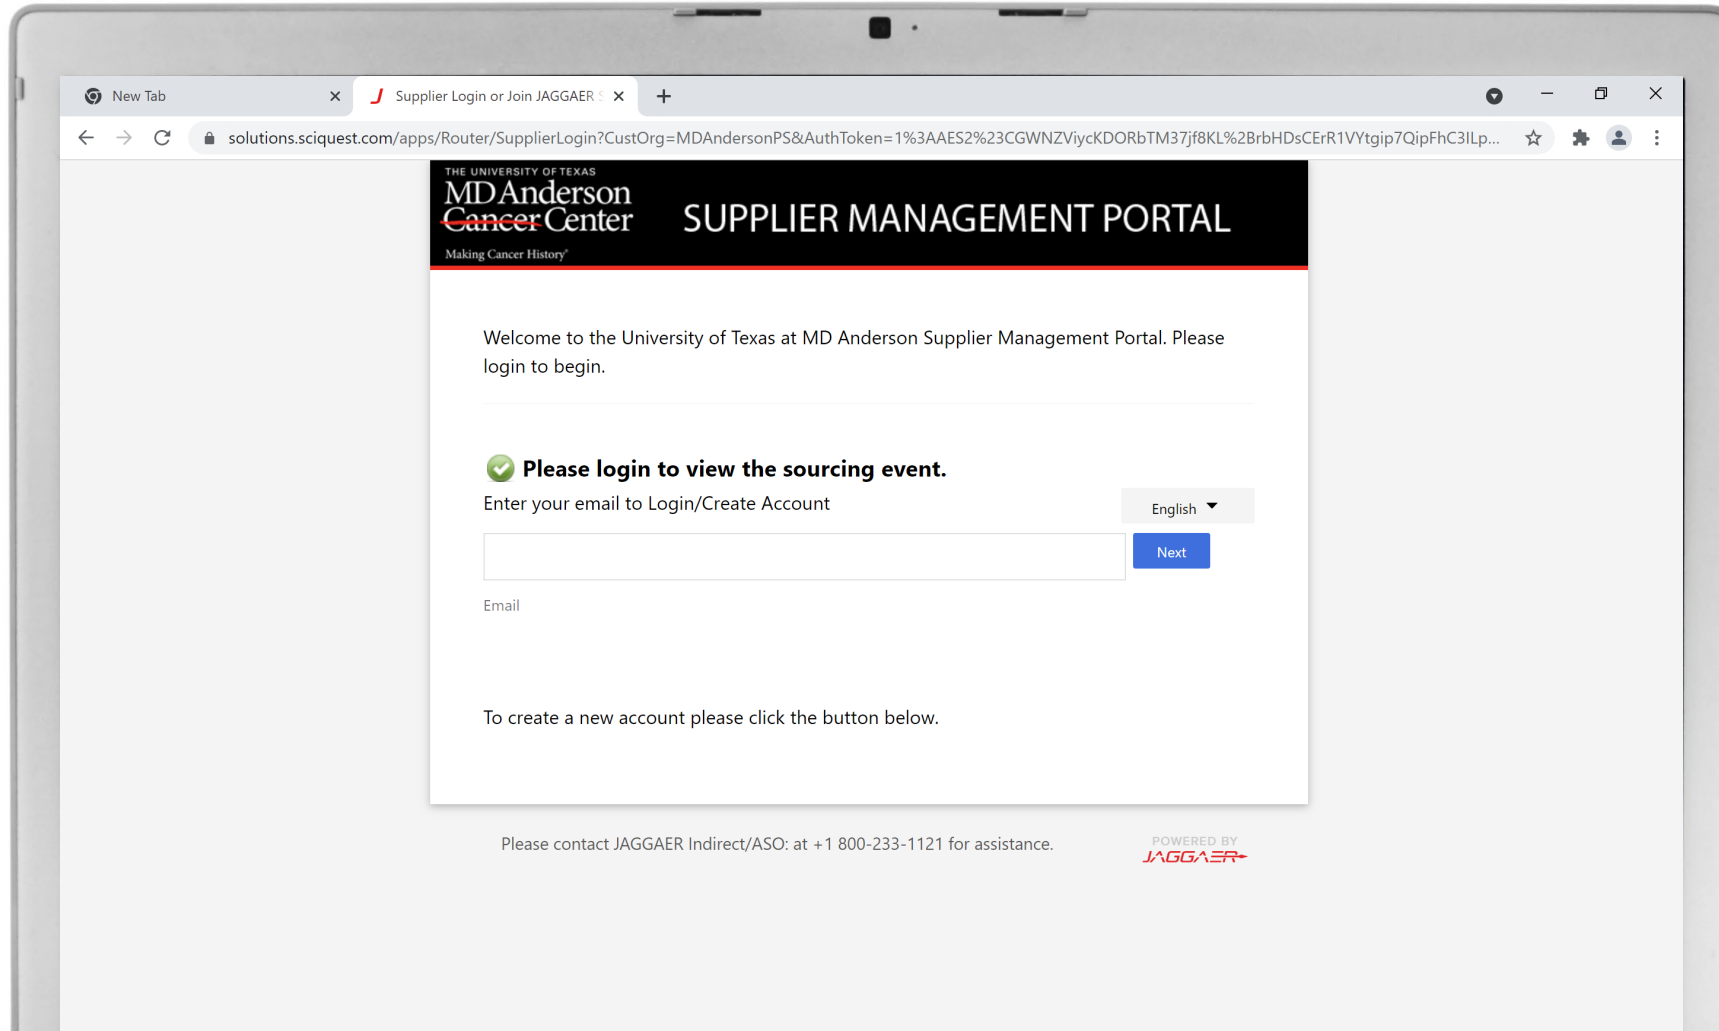 New Tab
Supplier Login or Join JAGGAER S
solutions.sciquest.com/apps/Router/SupplierLogin?CustOrg=MDAndersonPS&AuthToken=1%3AAES2%23CGWNZViycKDORbTM37jf8KL%2BrbHDsCErR1VYtgip7QipFhC3ILp...
THE UNIVERSITY OF TEXAS
MD Anderson
Cancer Center
Making Cancer History®
SUPPLIER MANAGEMENT PORTAL
Welcome to the University of Texas at MD Anderson Supplier Management Portal. Please
login to begin.
Please login to view the sourcing event.
Enter your email to Login/Create Account
English
Next
Email
To create a new account please click the button below.
Please contact JAGGAER Indirect/ASO: at +1 800-233-1121 for assistance.
POWERED BY
JAGGAER